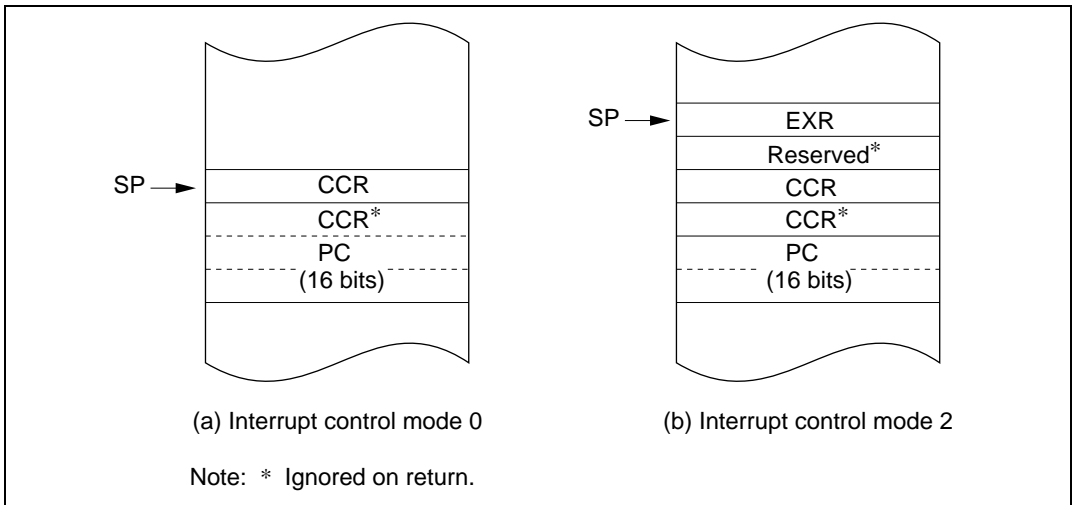 SP
CCR
CCR*
PC
(16 bits)
(a) Interrupt control mode 0
SP
EXR
Reserved*
CCR
CCR*
PC
(16 bits)
(b) Interrupt control mode 2
Note: * Ignored on return.